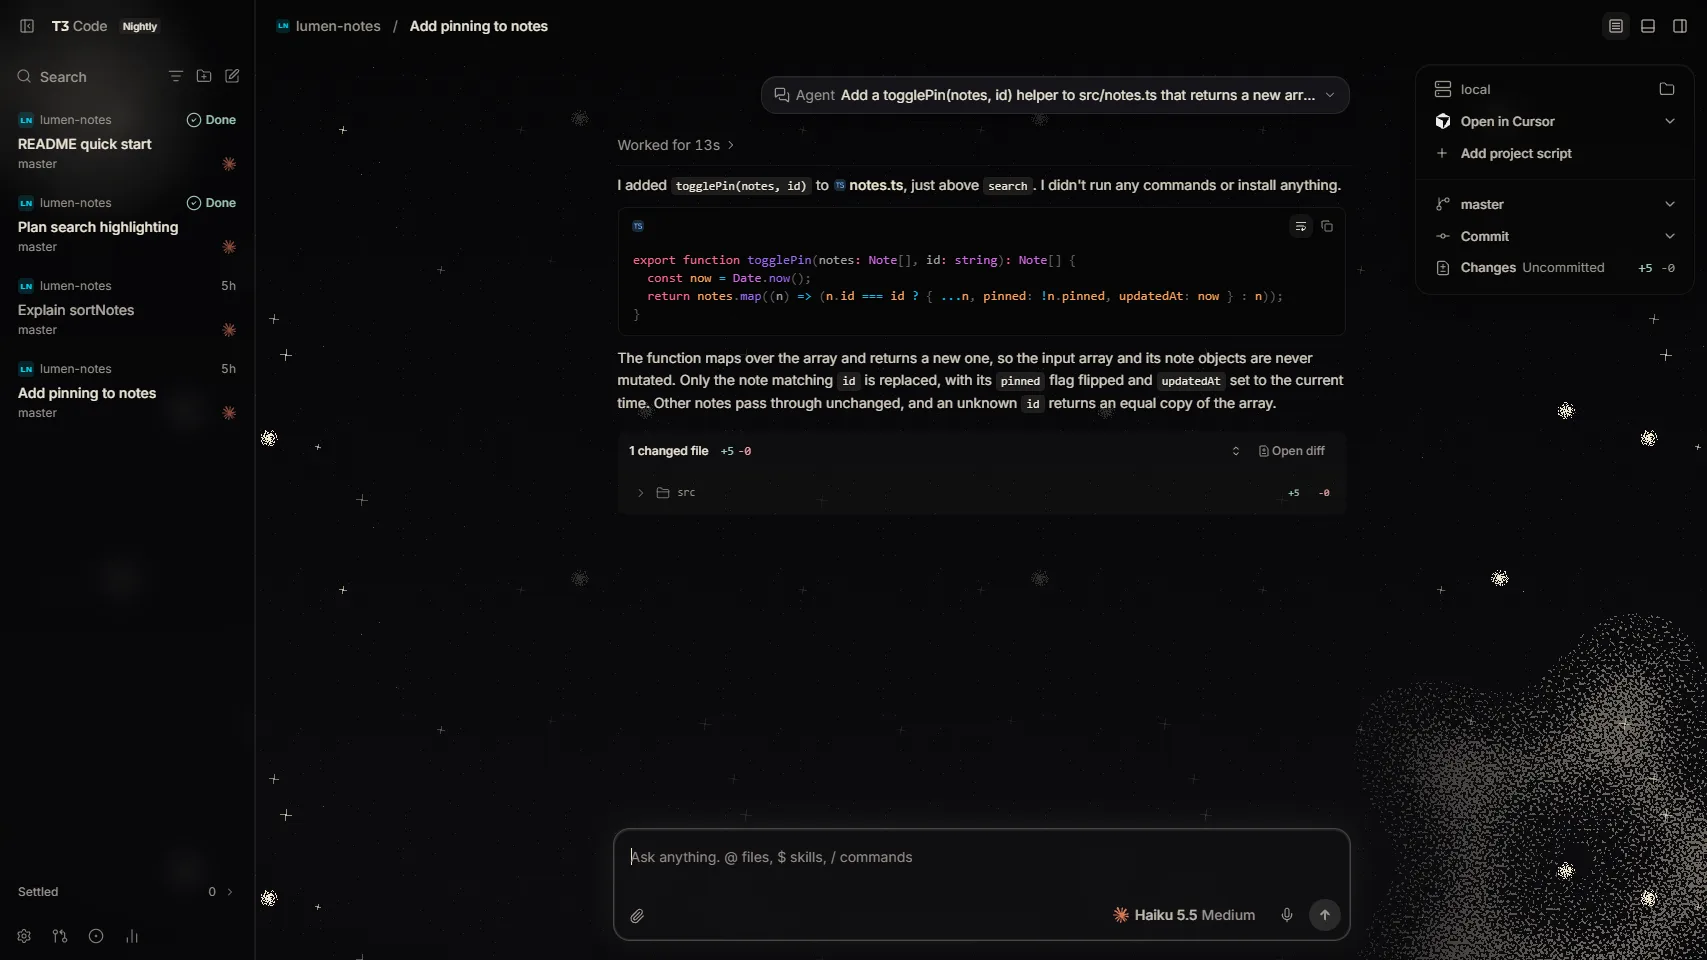 T3 Code Nightly
Search
LN lumen-notes Done
README quick start
master
LN lumen-notes Done
Plan search highlighting
master
LN lumen-notes 5h
Explain sortNotes
master
LN lumen-notes 5h
Add pinning to notes
master
Settled 0
LN lumen-notes / Add pinning to notes
Agent Add a togglePin(notes, id) helper to src/notes.ts that returns a new arr...
Worked for 13s
I added togglePin(notes, id) to TS notes.ts, just above search. I didn't run any commands or install anything.
TS
export function togglePin(notes: Note[], id: string): Note[] {
  const now = Date.now();
  return notes.map((n) => (n.id === id ? { ...n, pinned: !n.pinned, updatedAt: now } : n));
}
The function maps over the array and returns a new one, so the input array and its note objects are never
mutated. Only the note matching id is replaced, with its pinned flag flipped and updatedAt set to the current
time. Other notes pass through unchanged, and an unknown id returns an equal copy of the array.
1 changed file +5 -0 Open diff
src +5 -0
Ask anything. @ files, $ skills, / commands
Haiku 5.5 Medium
local
Open in Cursor
Add project script
master
Commit
Changes Uncommitted +5 -0